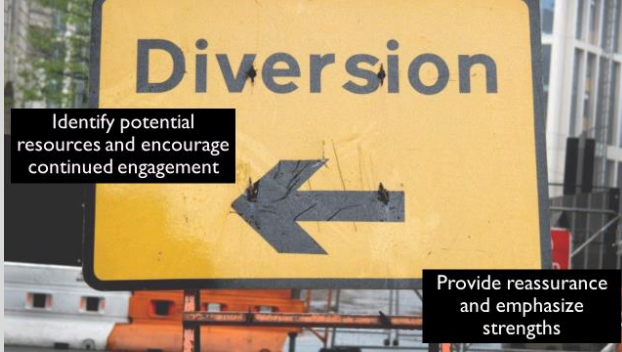 Diversion
Identify potential
resources and encourage
continued engagement
Provide reassurance
and emphasize
strengths